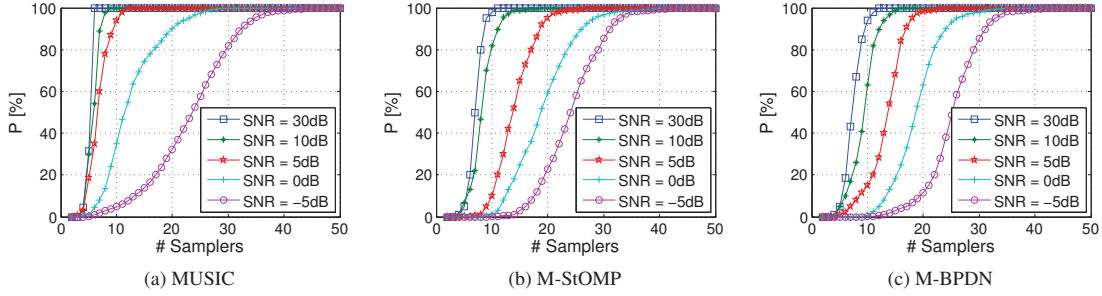 P [%]
100
80
60
40
20
0
0 10 20 30 40 50
# Samplers
SNR = 30dB
SNR = 10dB
SNR = 5dB
SNR = 0dB
SNR = −5dB
(a) MUSIC
P [%]
100
80
60
40
20
0
0 10 20 30 40 50
# Samplers
SNR = 30dB
SNR = 10dB
SNR = 5dB
SNR = 0dB
SNR = −5dB
(b) M-StOMP
P [%]
100
80
60
40
20
0
0 10 20 30 40 50
# Samplers
SNR = 30dB
SNR = 10dB
SNR = 5dB
SNR = 0dB
SNR = −5dB
(c) M-BPDN